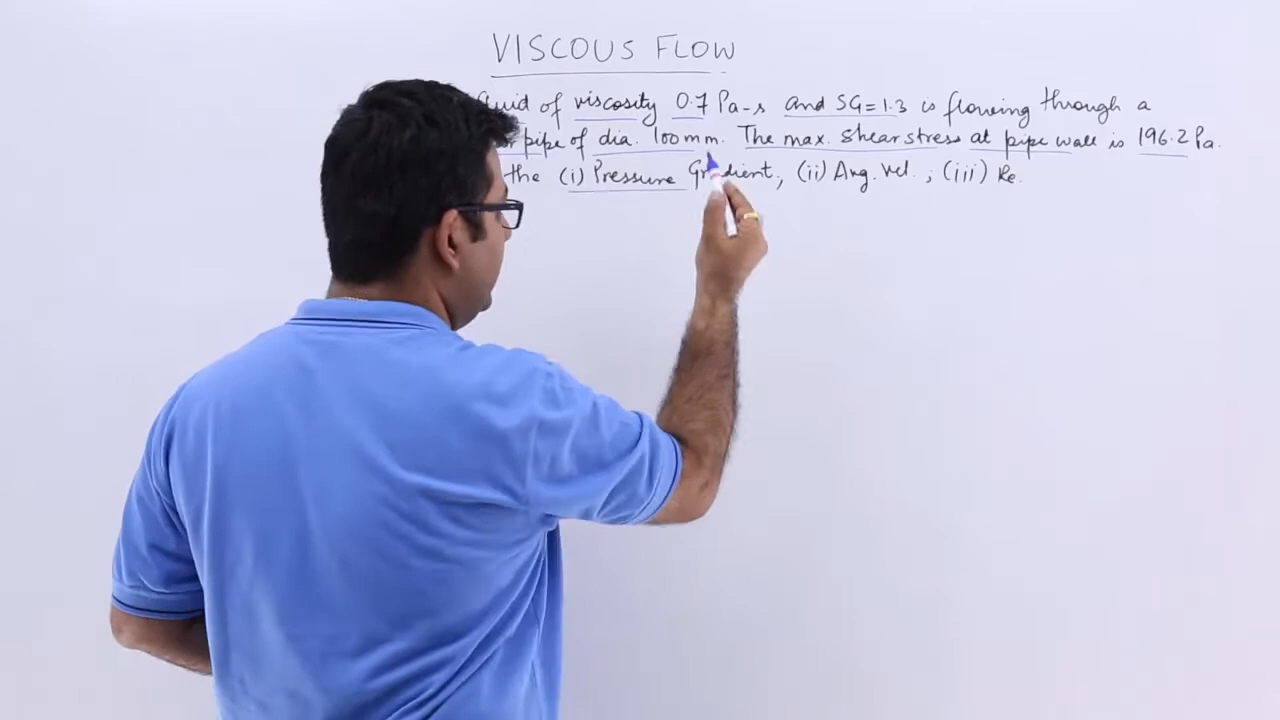 VISCOUS FLOW
of viscosity 0.7 Pa-s and SG=1.3 is flowing through a
pipe of dia. 100mm. The max. shear stress at pipe wall is 196.2 Pa.
the (i) Pressure Gradient, (ii) Avg. vel. ; (iii) Re.